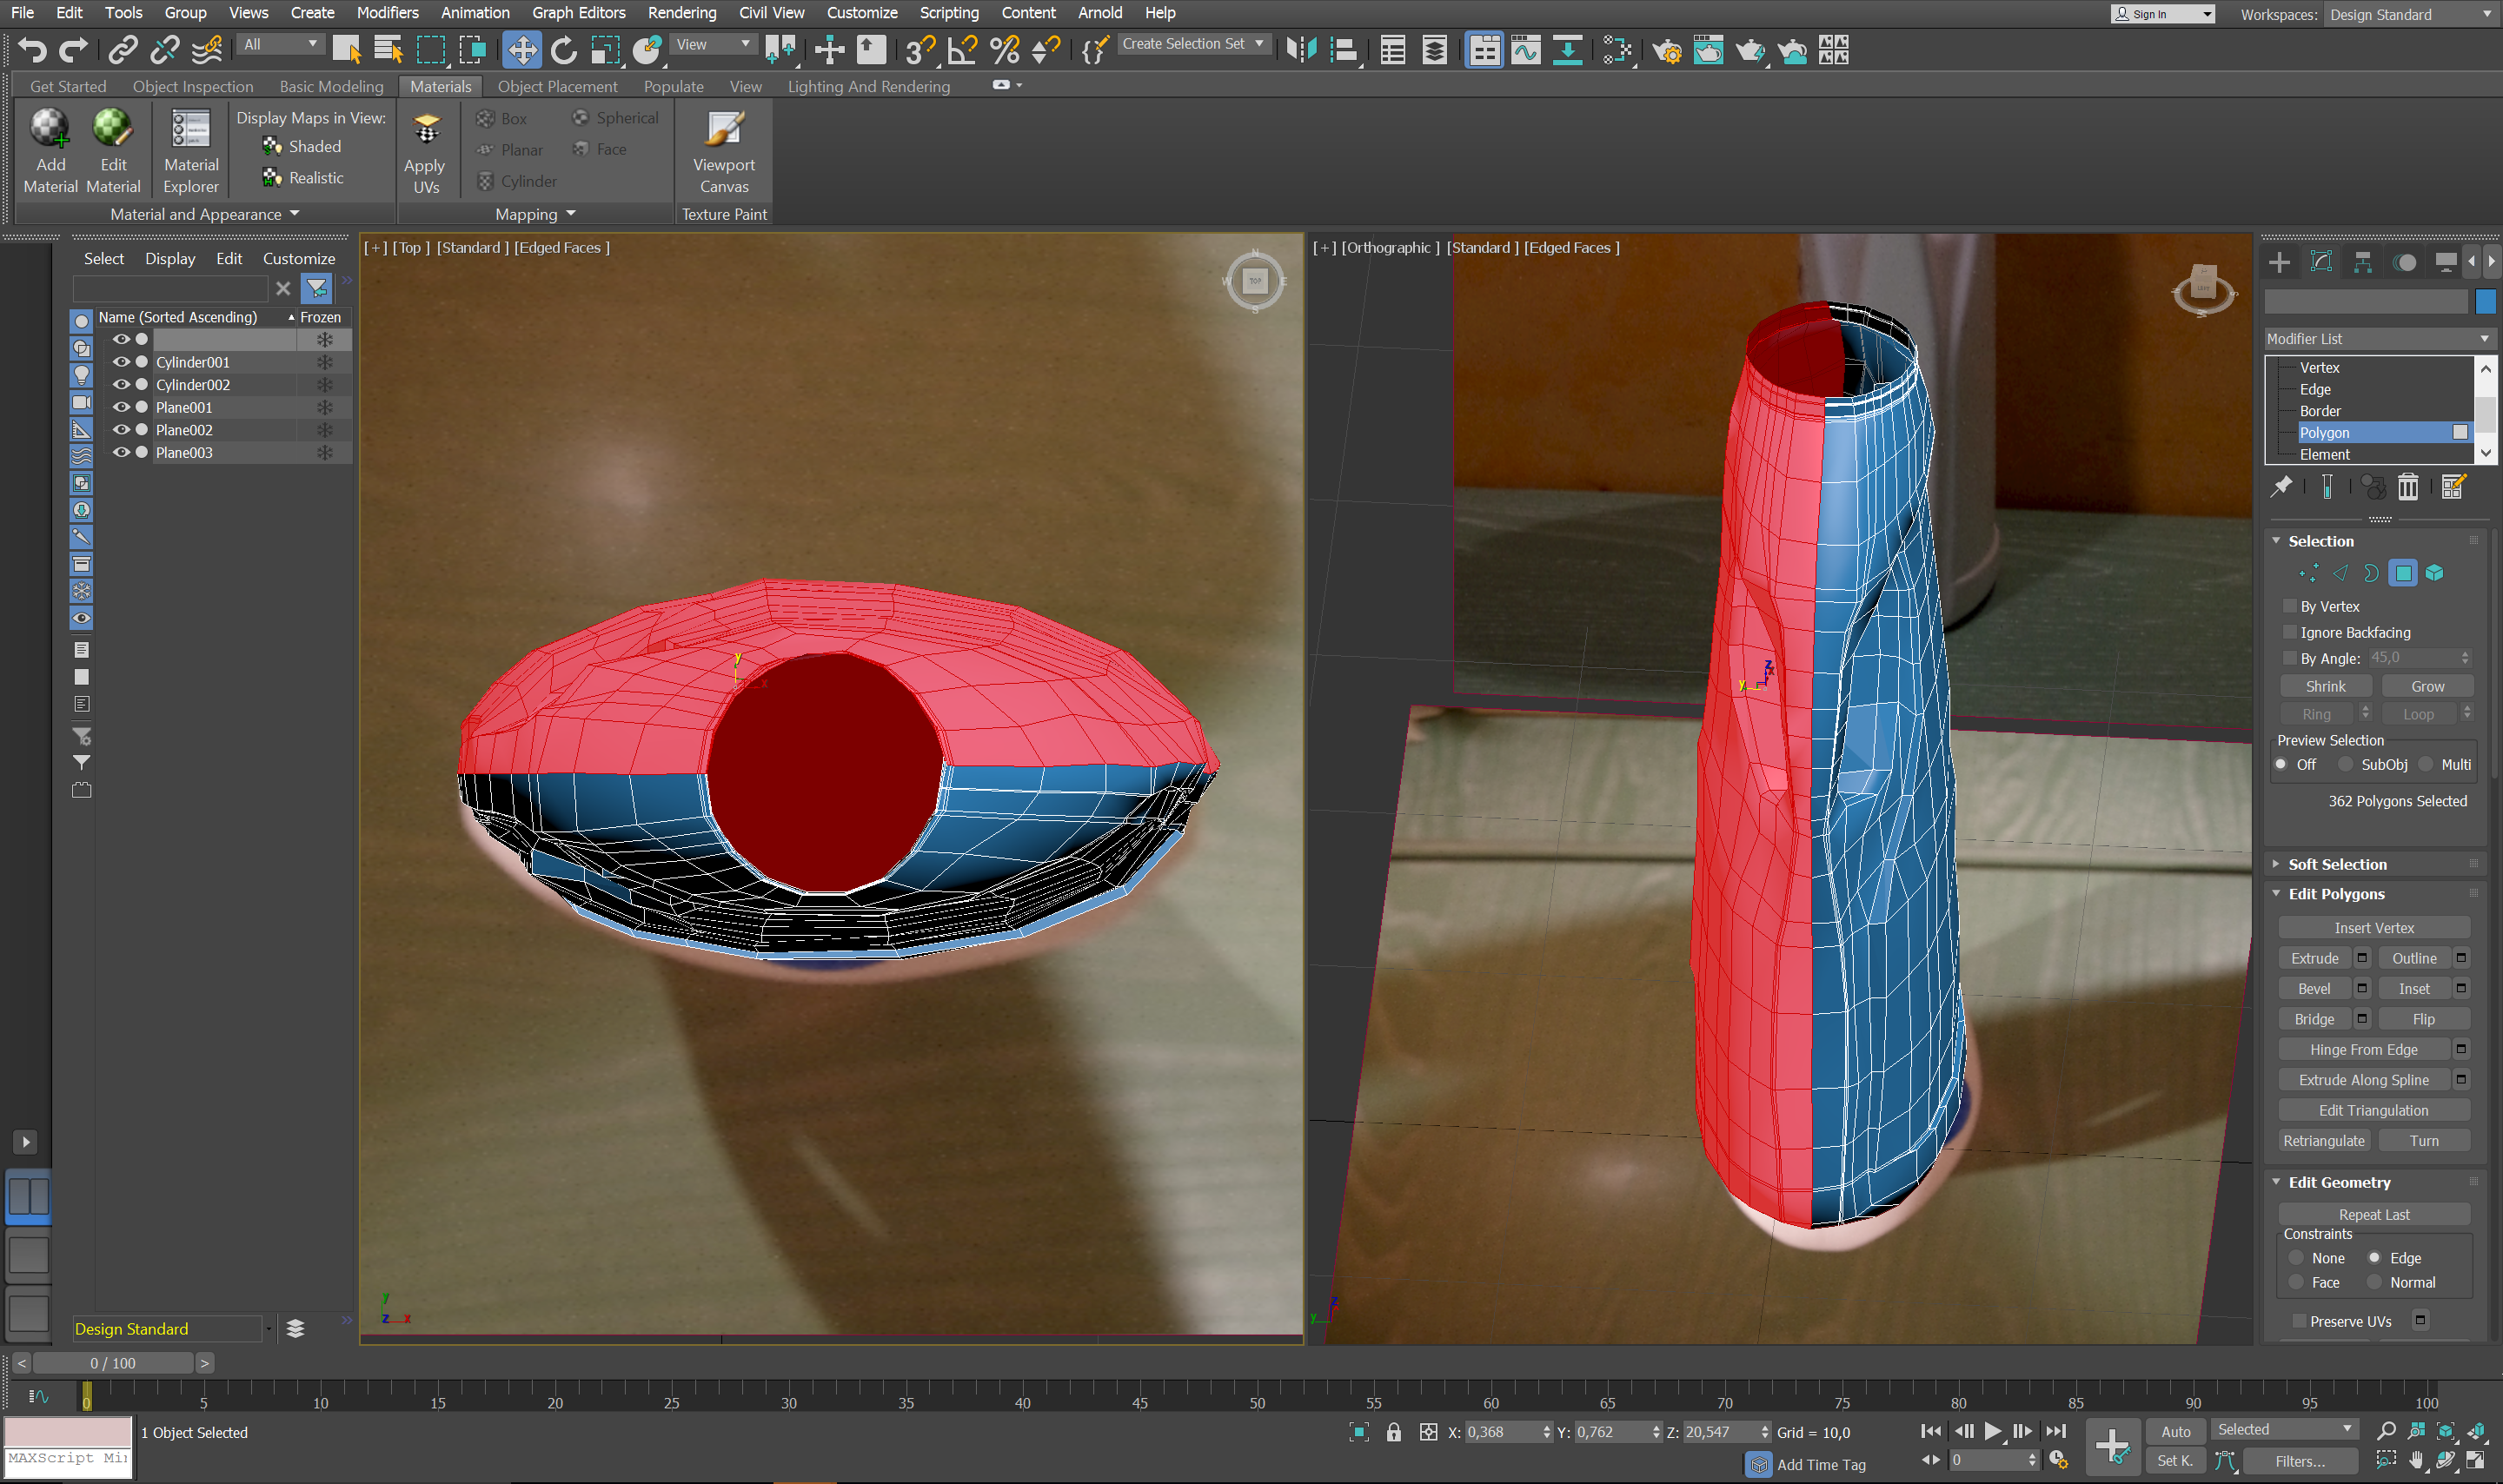 File Edit Tools Group Views Create Modifiers Animation Graph Editors Rendering Civil View Customize Scripting Content Arnold Help
Sign In
Workspaces: Design Standard
All
View
Create Selection Set
Get Started Object Inspection Basic Modeling Materials Object Placement Populate View Lighting And Rendering
Add Material
Edit Material
Material Explorer
Display Maps in View:
Shaded
Realistic
Material and Appearance
Apply UVs
Box
Planar
Cylinder
Spherical
Face
Mapping
Viewport Canvas
Texture Paint
Select Display Edit Customize
Name (Sorted Ascending) Frozen
Cylinder001
Cylinder002
Plane001
Plane002
Plane003
Design Standard
[+] [Top ] [Standard ] [Edged Faces ]
N
W TOP E
S
y
x
y
z x
[+] [Orthographic ] [Standard ] [Edged Faces ]
z
x
y
z
y
Modifier List
Vertex
Edge
Border
Polygon
Element
Selection
By Vertex
Ignore Backfacing
By Angle: 45,0
Shrink Grow
Ring Loop
Preview Selection
Off SubObj Multi
362 Polygons Selected
Soft Selection
Edit Polygons
Insert Vertex
Extrude Outline
Bevel Inset
Bridge Flip
Hinge From Edge
Extrude Along Spline
Edit Triangulation
Retriangulate Turn
Edit Geometry
Repeat Last
Constraints
None Edge
Face Normal
Preserve UVs
< 0 / 100 >
0 5 10 15 20 25 30 35 40 45 50 55 60 65 70 75 80 85 90 95 100
MAXScript Mi
1 Object Selected
X: 0,368 Y: 0,762 Z: 20,547 Grid = 10,0
Add Time Tag
0
Auto Selected
Set K. Filters...